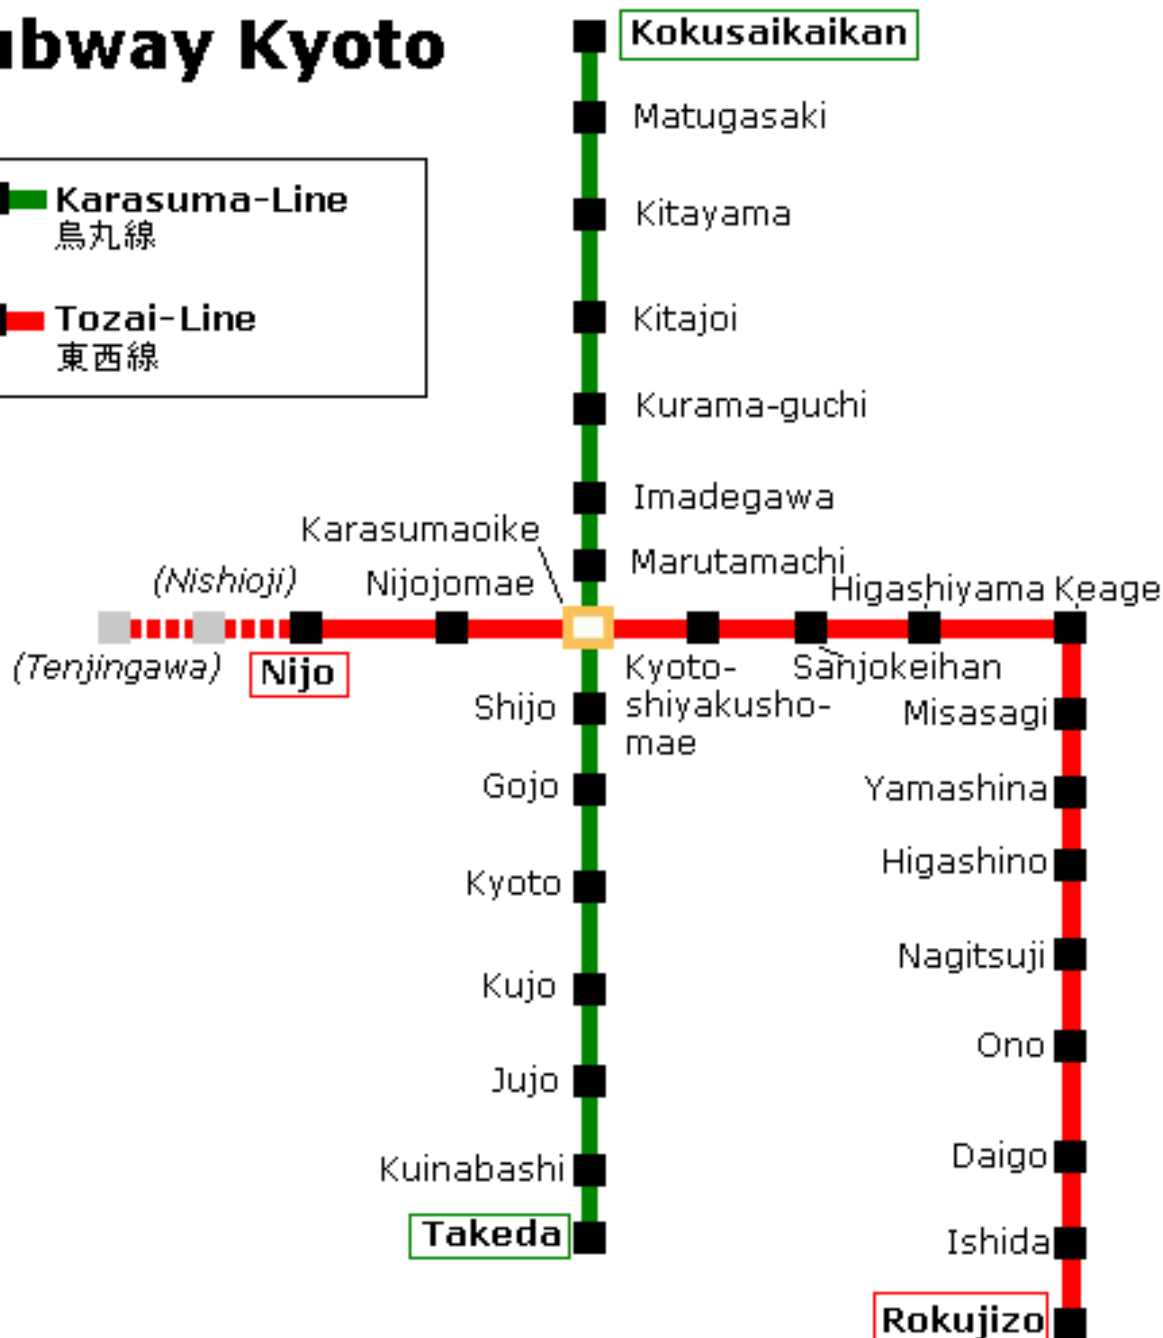 ubway Kyoto
Karasuma-Line
烏丸線
Tozai-Line
東西線
Kokusaikaikan
Matugasaki
Kitayama
Kitajoi
Kurama-guchi
Imadegawa
Karasumaoike
Marutamachi
(Nishioji)
Nijojomae
Higashiyama
Keage
(Tenjingawa)
Nijo
Kyoto-
shiyakusho-
mae
Sanjokeihan
Shijo
Misasagi
Gojo
Yamashina
Higashino
Kyoto
Nagitsuji
Kujo
Ono
Jujo
Daigo
Kuinabashi
Takeda
Ishida
Rokujizo